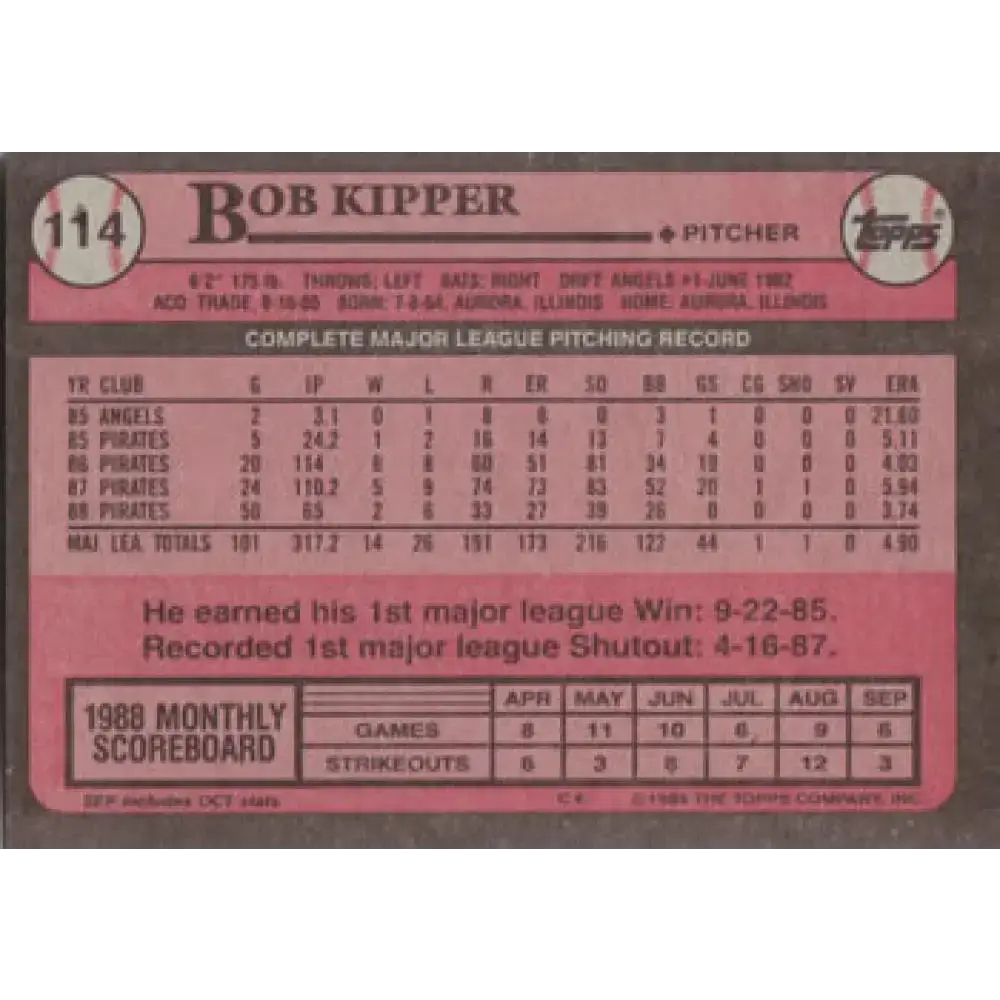 114
BOB KIPPER
PITCHER
TOPPS®
6'2" 175 lb. THROWS: LEFT BATS: RIGHT DRFT ANGELS #1-JUNE 1982
ACQ TRADE, BORN: AURORA, ILLINOIS HOME: AURORA, ILLINOIS
COMPLETE MAJOR LEAGUE PITCHING RECORD
YR CLUB G IP W L R ER SO BB GS CG SHO SV ERA
85 ANGELS 2 3.1 0 1 8 8 0 3 1 0 0 0 21.60
85 PIRATES 5 24.2 1 2 16 14 13 7 4 0 0 0 5.11
86 PIRATES 20 114 6 8 60 51 81 34 19 0 0 0 4.03
87 PIRATES 24 110.2 5 9 74 73 83 52 20 1 1 0 5.94
88 PIRATES 50 65 2 6 33 27 39 26 0 0 0 0 3.74
MAJ. LEA. TOTALS 101 317.2 14 26 191 173 216 122 44 1 1 0 4.90
He earned his 1st major league Win: 9-22-85.
Recorded 1st major league Shutout: 4-16-87.
1988 MONTHLY SCOREBOARD
APR MAY JUN JUL AUG SEP
GAMES 8 11 10 6 9 6
STRIKEOUTS 6 3 8 7 12 3
SEP includes OCT stats
THE TOPPS COMPANY, INC.